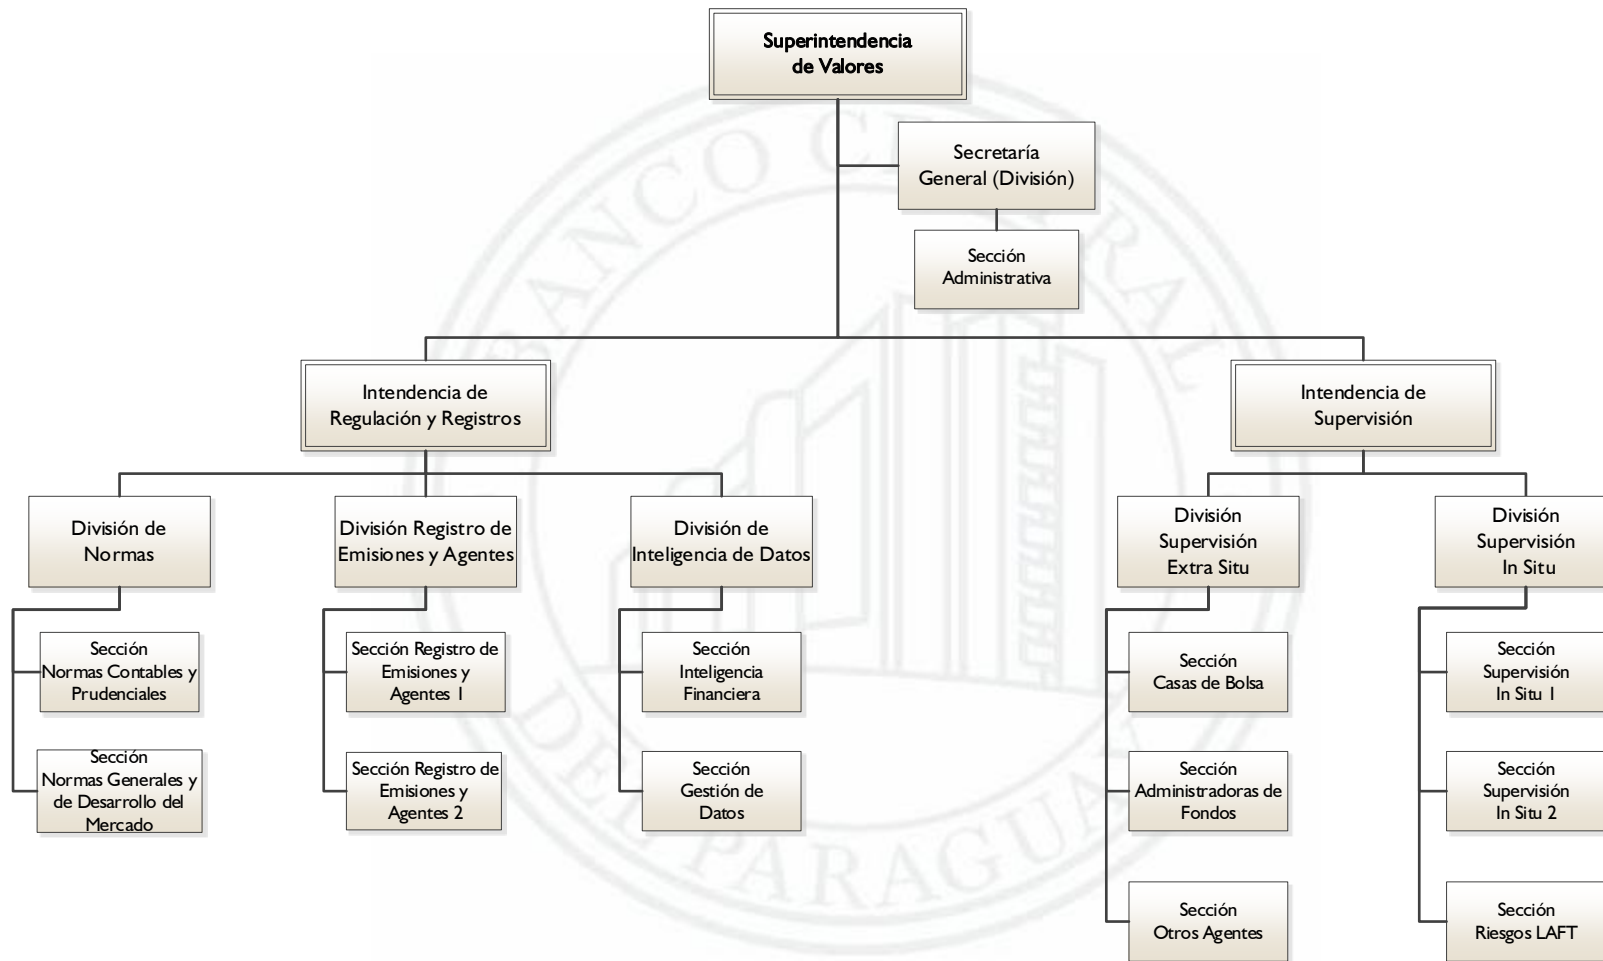 Superintendencia
de Valores
Secretaría
General (División)
Sección
Administrativa
Intendencia de
Regulación y Registros
Intendencia de
Supervisión
División de
Normas
División Registro de
Emisiones y Agentes
División de
Inteligencia de Datos
División
Supervisión
Extra Situ
División
Supervisión
In Situ
Sección
Normas Contables y
Prudenciales
Sección Registro de
Emisiones y
Agentes 1
Sección
Inteligencia
Financiera
Sección
Casas de Bolsa
Sección
Supervisión
In Situ 1
Sección
Normas Generales y
de Desarrollo del
Mercado
Sección Registro de
Emisiones y
Agentes 2
Sección
Gestión de
Datos
Sección
Administradoras de
Fondos
Sección
Supervisión
In Situ 2
Sección
Otros Agentes
Sección
Riesgos LAFT
BANCO CENTRAL
DEL PARAGUAY